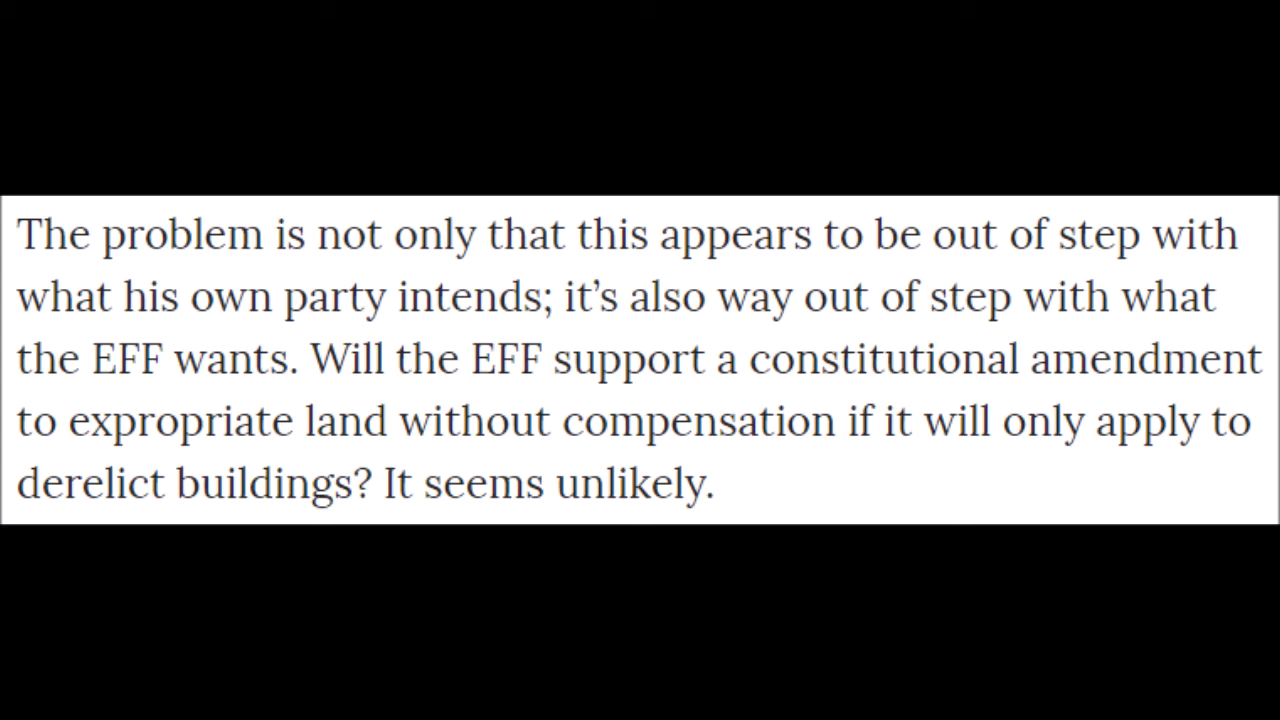 The problem is not only that this appears to be out of step with
what his own party intends; it’s also way out of step with what
the EFF wants. Will the EFF support a constitutional amendment
to expropriate land without compensation if it will only apply to
derelict buildings? It seems unlikely.